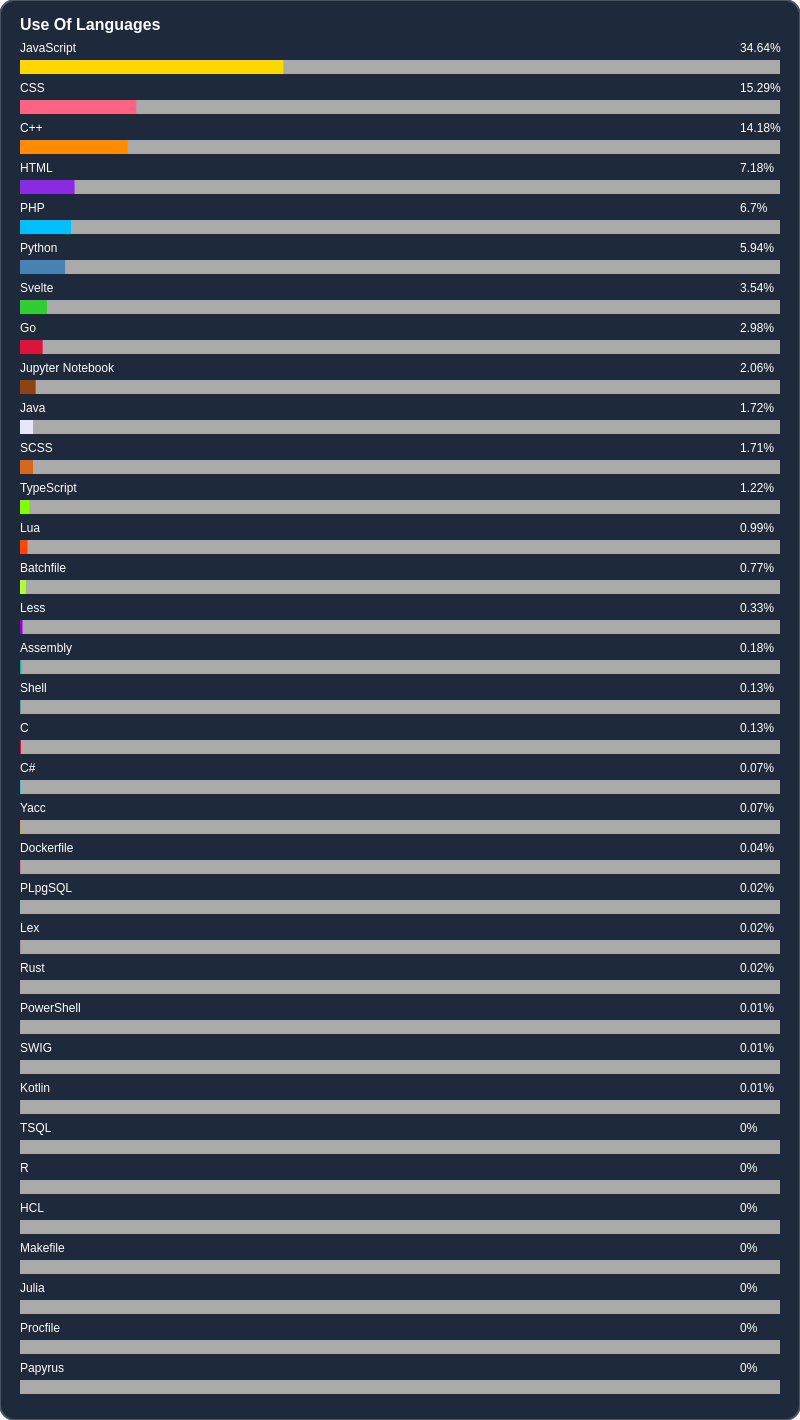 Use Of Languages
JavaScript 34.64%
CSS 15.29%
C++ 14.18%
HTML 7.18%
PHP 6.7%
Python 5.94%
Svelte 3.54%
Go 2.98%
Jupyter Notebook 2.06%
Java 1.72%
SCSS 1.71%
TypeScript 1.22%
Lua 0.99%
Batchfile 0.77%
Less 0.33%
Assembly 0.18%
Shell 0.13%
C 0.13%
C# 0.07%
Yacc 0.07%
Dockerfile 0.04%
PLpgSQL 0.02%
Lex 0.02%
Rust 0.02%
PowerShell 0.01%
SWIG 0.01%
Kotlin 0.01%
TSQL 0%
R 0%
HCL 0%
Makefile 0%
Julia 0%
Procfile 0%
Papyrus 0%